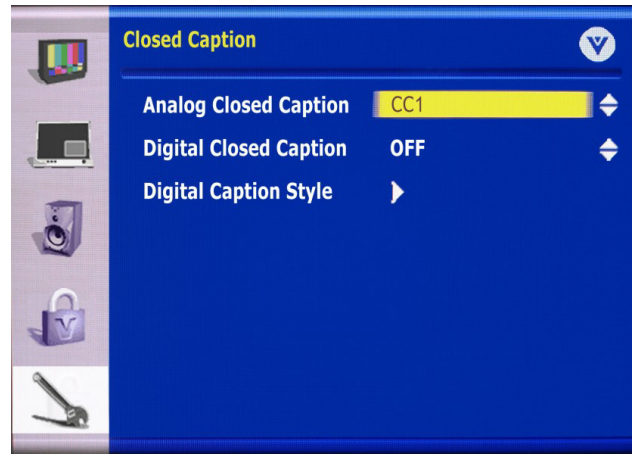 Closed Caption
Analog Closed Caption CC1
Digital Closed Caption OFF
Digital Caption Style